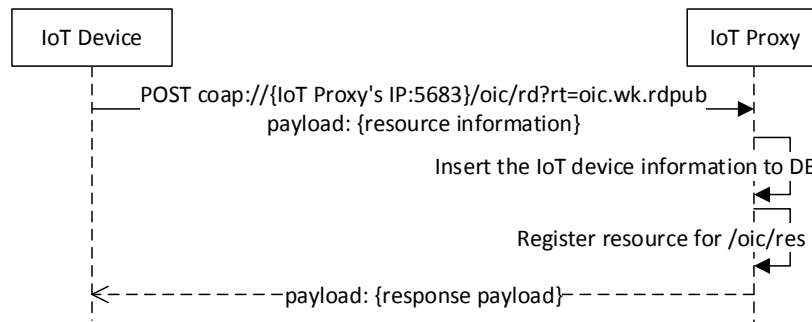 IoT Device
IoT Proxy
POST coap://{IoT Proxy's IP:5683}/oic/rd?rt=oic.wk.rdpub
payload: {resource information}
Insert the IoT device information to DB
Register resource for /oic/res
payload: {response payload}